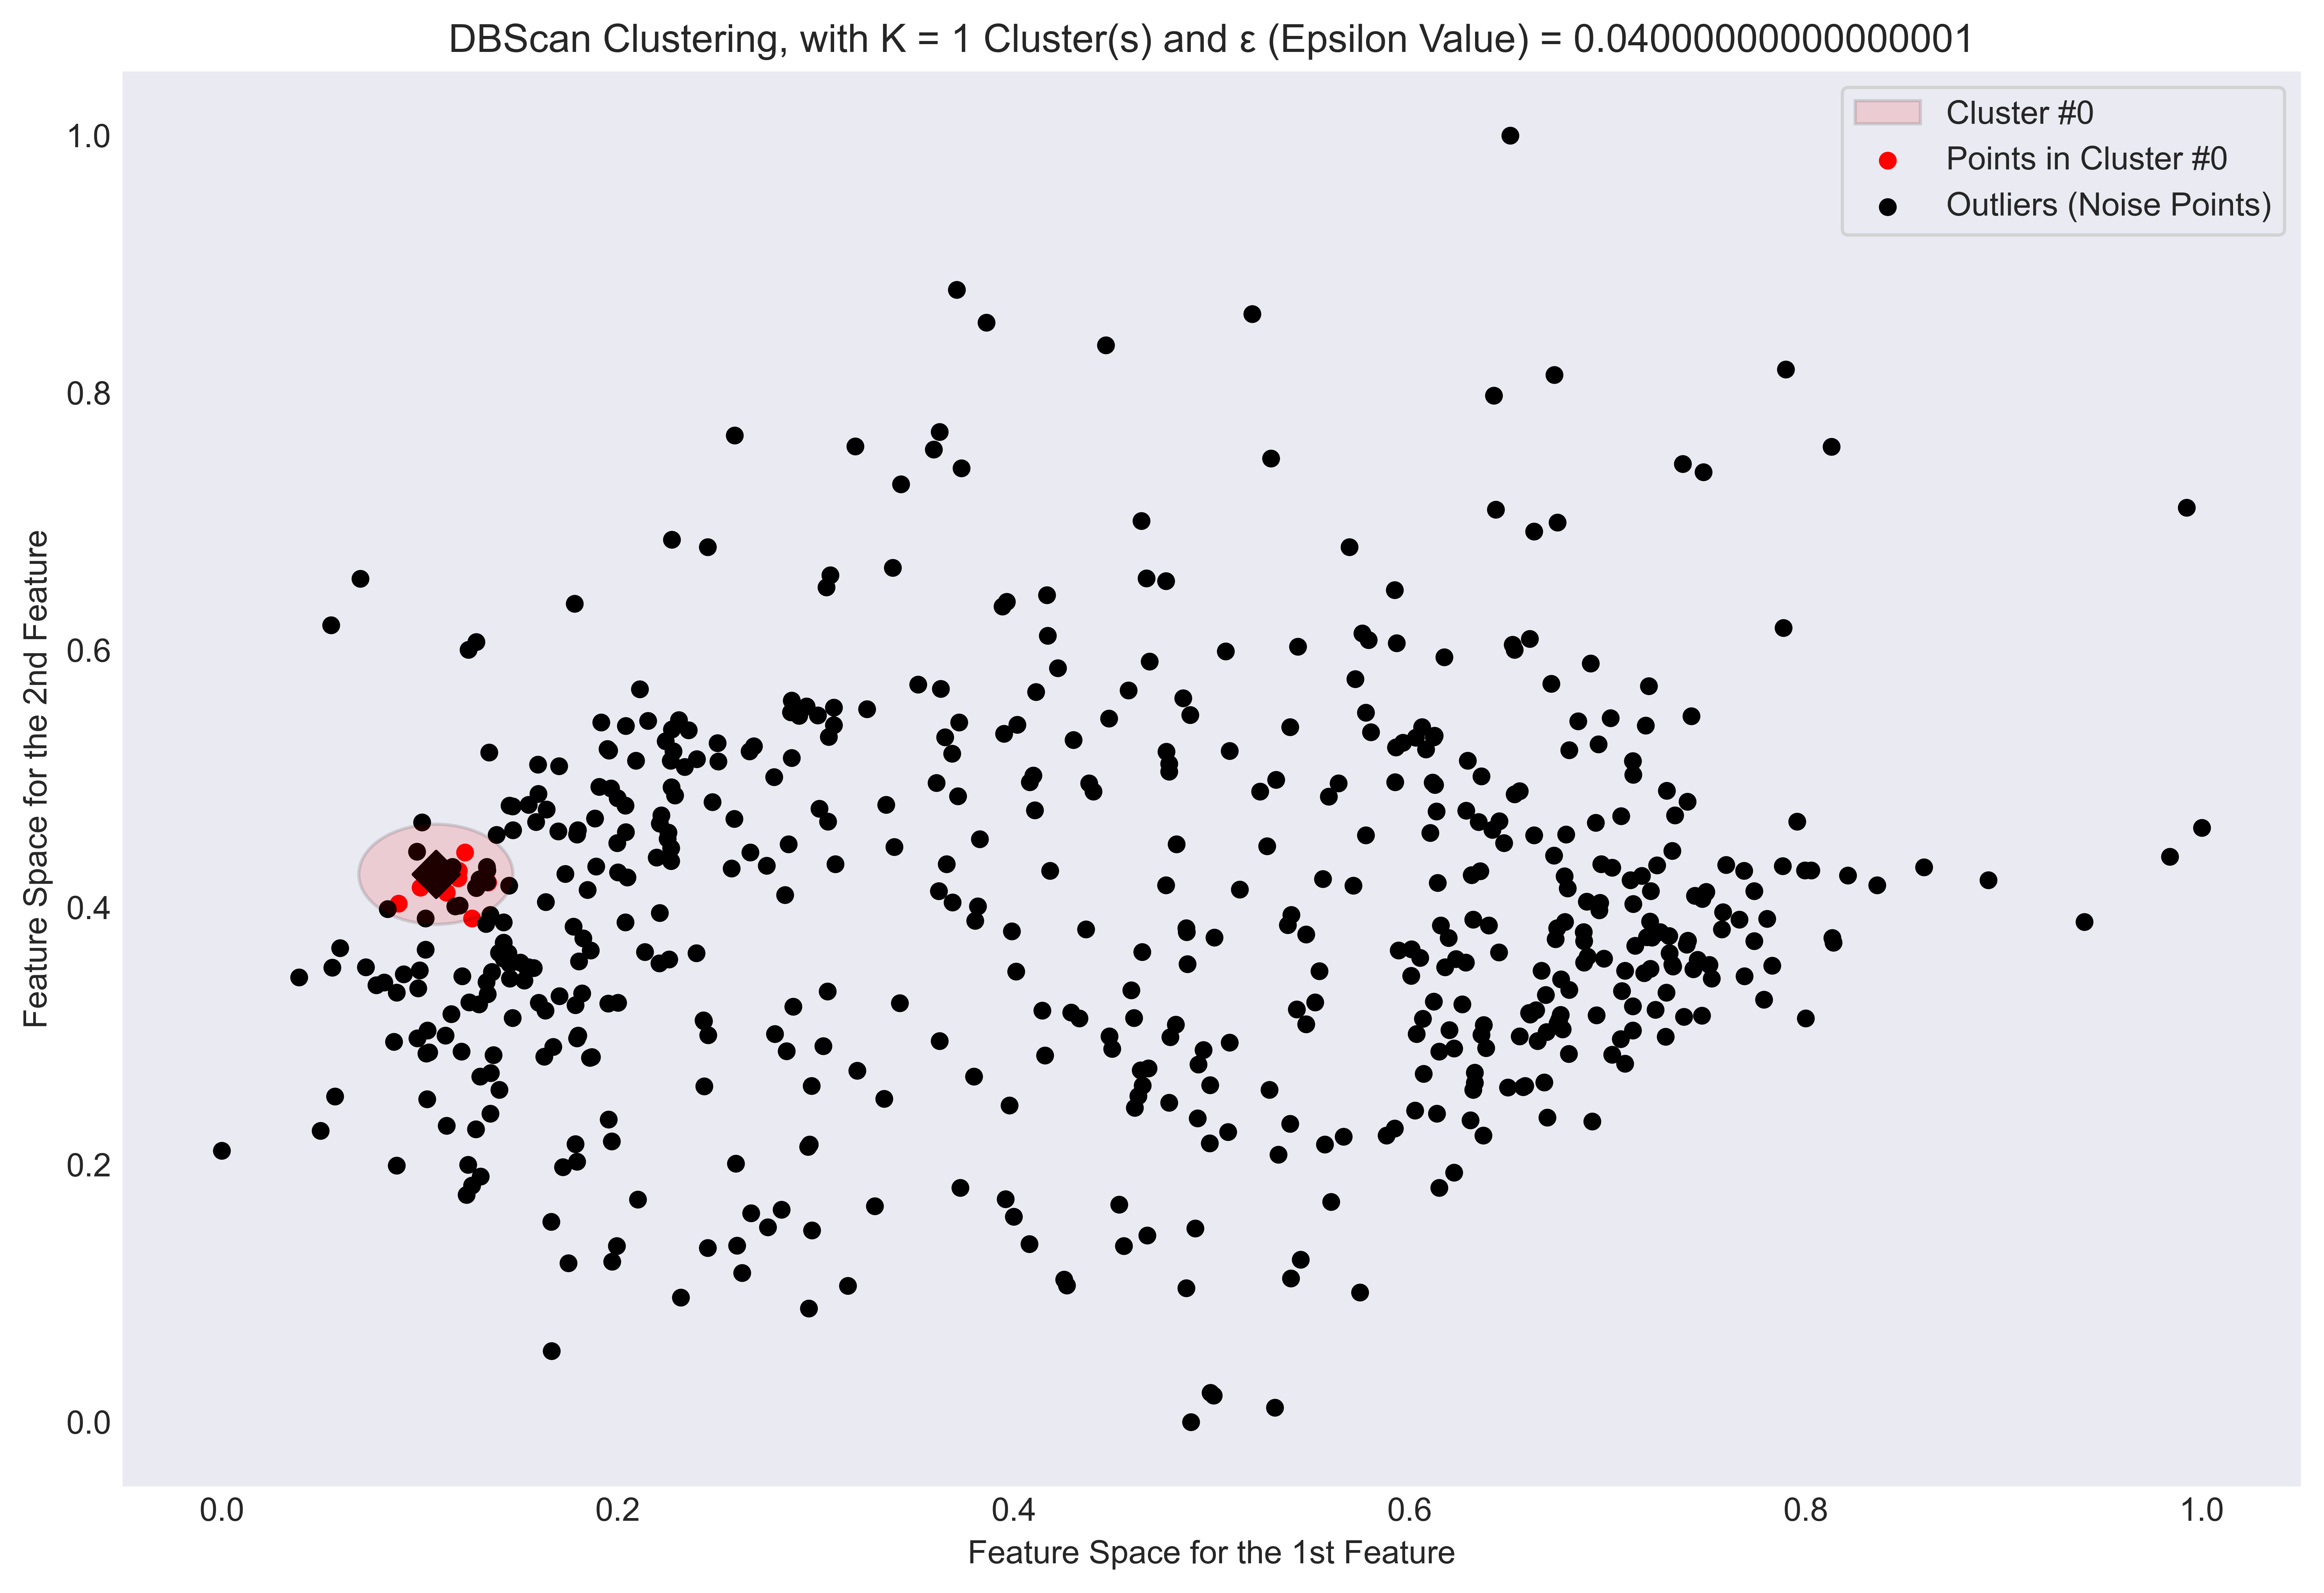 DBScan Clustering, with K = 1 Cluster(s) and ε (Epsilon Value) = 0.04000000000000001
Cluster #0
Points in Cluster #0
Outliers (Noise Points)
Feature Space for the 2nd Feature
1.0
0.8
0.6
0.4
0.2
0.0
0.0 0.2 0.4 0.6 0.8 1.0
Feature Space for the 1st Feature